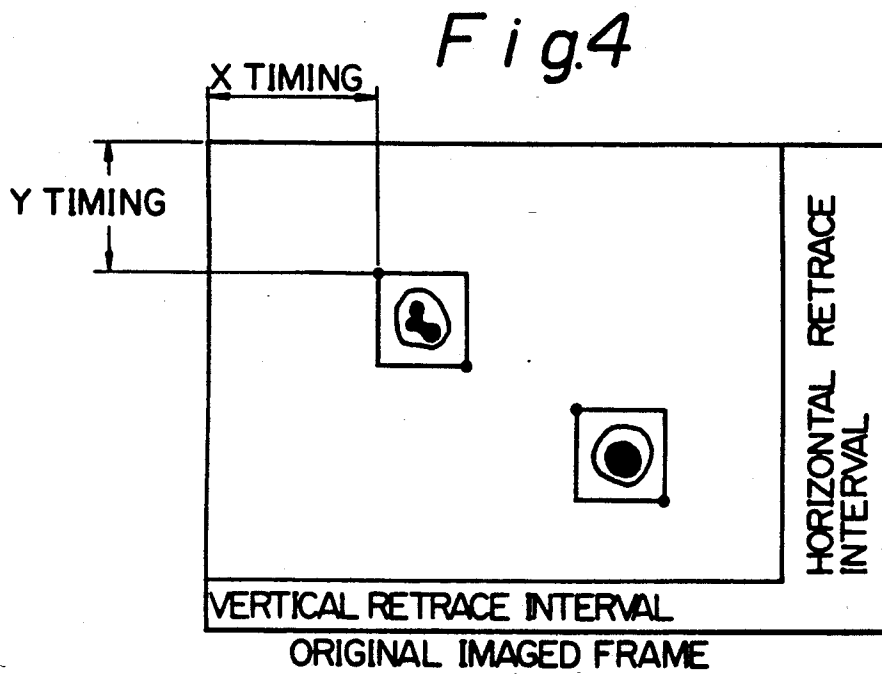 Fig.4
X TIMING
Y TIMING
HORIZONTAL RETRACE
INTERVAL
VERTICAL RETRACE INTERVAL
ORIGINAL IMAGED FRAME